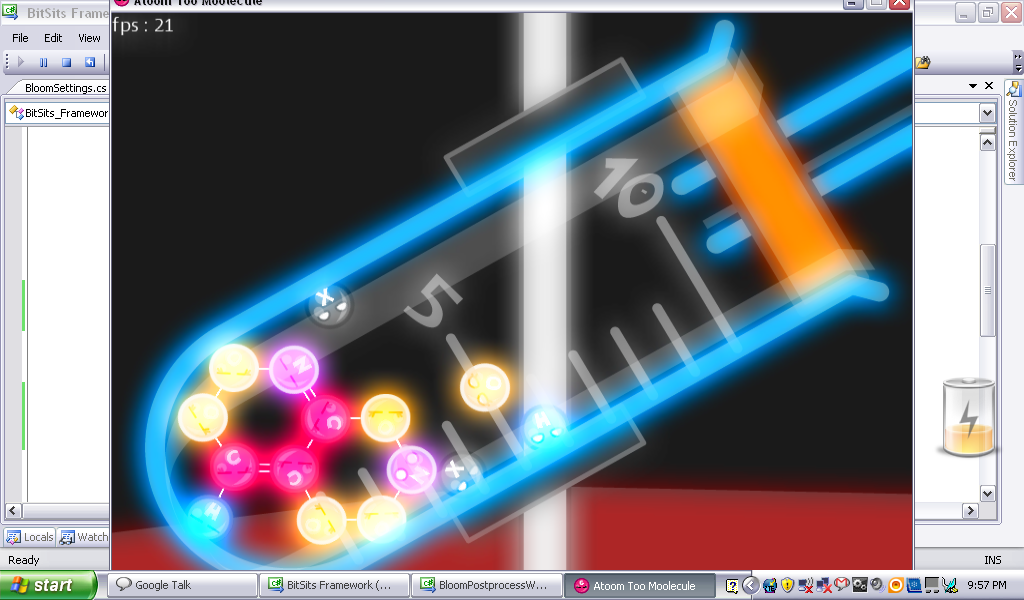 BitSits Frame
Atoom Too Moolecule
File Edit View
fps : 21
BloomSettings.cs
BitSits_Framewor
Solution Explorer
10
5
X
N
C
C
C
O
H
N
X
H
Locals
Watch
Ready
INS
start
Google Talk
BitSits Framework (...
BloomPostprocessW...
Atoom Too Moolecule
9:57 PM